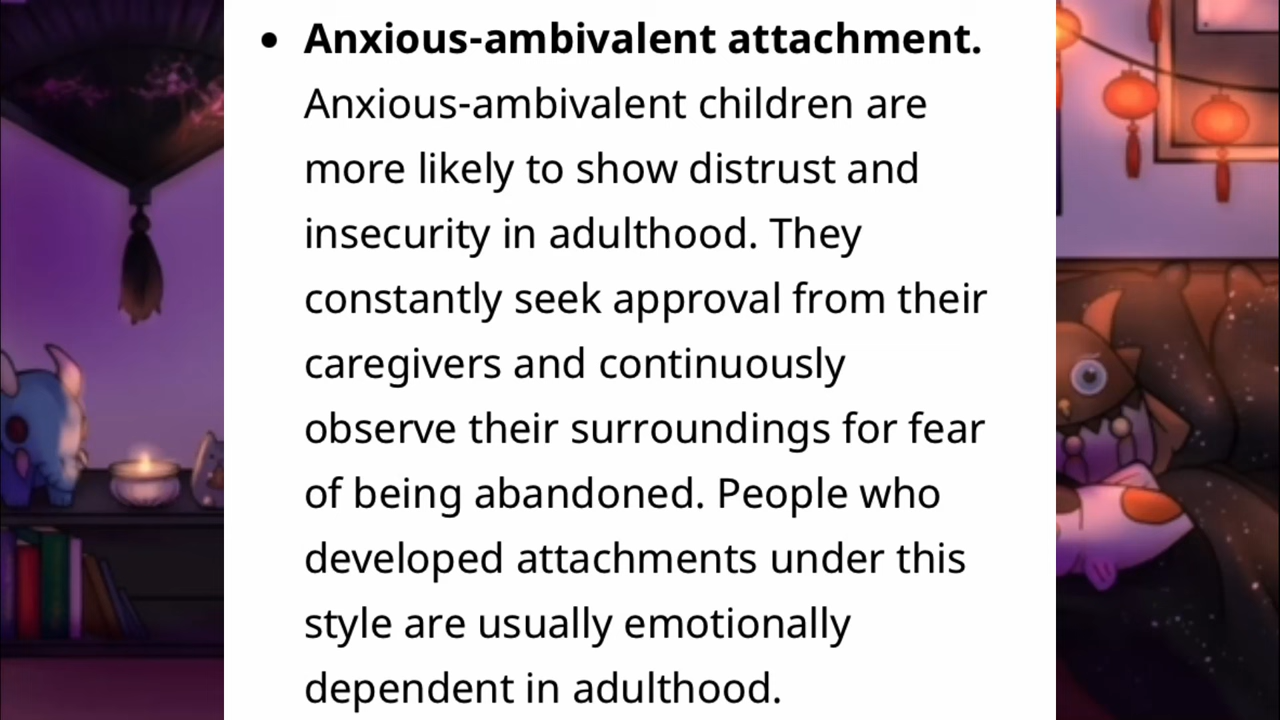 • Anxious-ambivalent attachment.
Anxious-ambivalent children are
more likely to show distrust and
insecurity in adulthood. They
constantly seek approval from their
caregivers and continuously
observe their surroundings for fear
of being abandoned. People who
developed attachments under this
style are usually emotionally
dependent in adulthood.